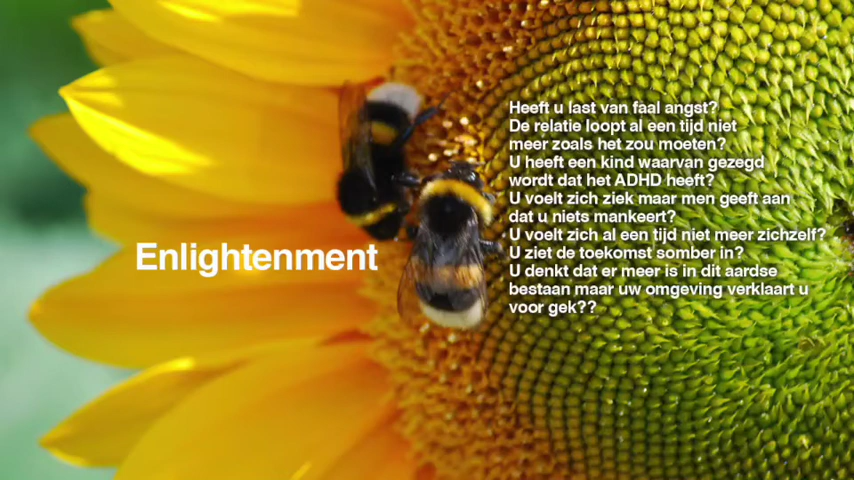 Enlightenment
Heeft u last van faal angst?
De relatie loopt al een tijd niet
meer zoals het zou moeten?
U heeft een kind waarvan gezegd
wordt dat het ADHD heeft?
U voelt zich ziek maar men geeft aan
dat u niets mankeert?
U voelt zich al een tijd niet meer zichzelf?
U ziet de toekomst somber in?
U denkt dat er meer is in dit aardse
bestaan maar uw omgeving verklaart u
voor gek??